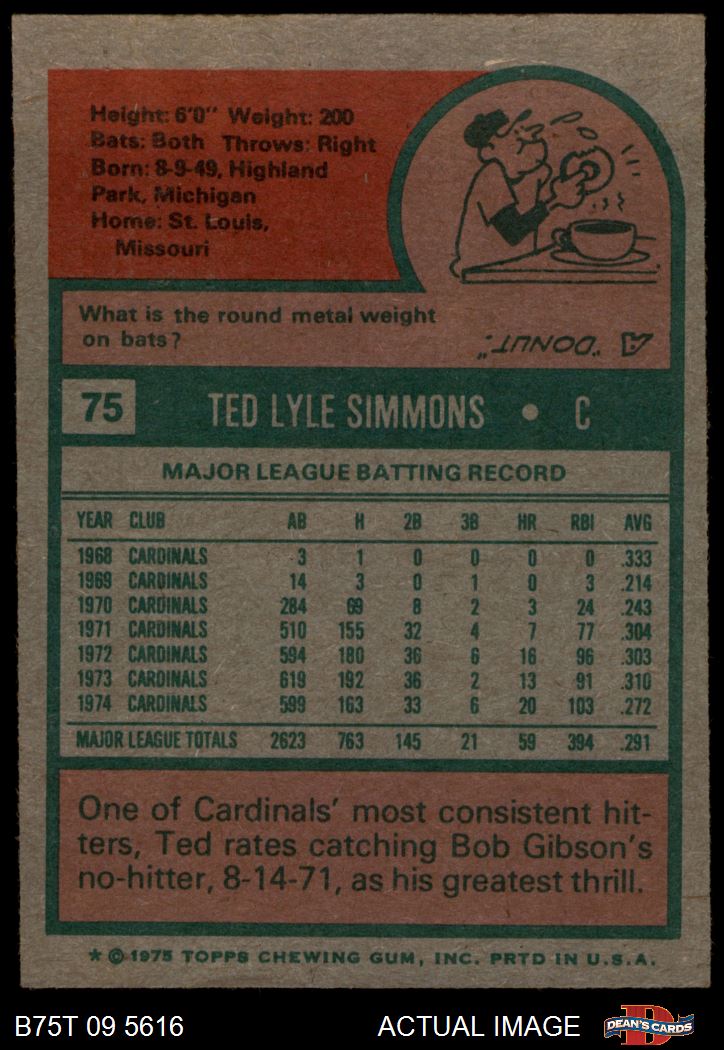 Height: 6'0" Weight: 200
Bats: Both Throws: Right
Born: 8-9-49, Highland
Park, Michigan
Home: St. Louis,
Missouri
What is the round metal weight
on bats?
A: "DONUT."
75 TED LYLE SIMMONS • C
MAJOR LEAGUE BATTING RECORD
YEAR CLUB AB H 2B 3B HR RBI AVG
1968 CARDINALS 3 1 0 0 0 0 .333
1969 CARDINALS 14 3 0 1 0 3 .214
1970 CARDINALS 284 69 8 2 3 24 .243
1971 CARDINALS 510 155 32 4 7 77 .304
1972 CARDINALS 594 180 36 6 16 96 .303
1973 CARDINALS 619 192 36 2 13 91 .310
1974 CARDINALS 599 163 33 6 20 103 .272
MAJOR LEAGUE TOTALS 2623 763 145 21 59 394 .291
One of Cardinals' most consistent hit-
ters, Ted rates catching Bob Gibson's
no-hitter, 8-14-71, as his greatest thrill.
* © 1975 TOPPS CHEWING GUM, INC. PRTD IN U.S.A.
B75T 09 5616 ACTUAL IMAGE D DEAN'S CARDS